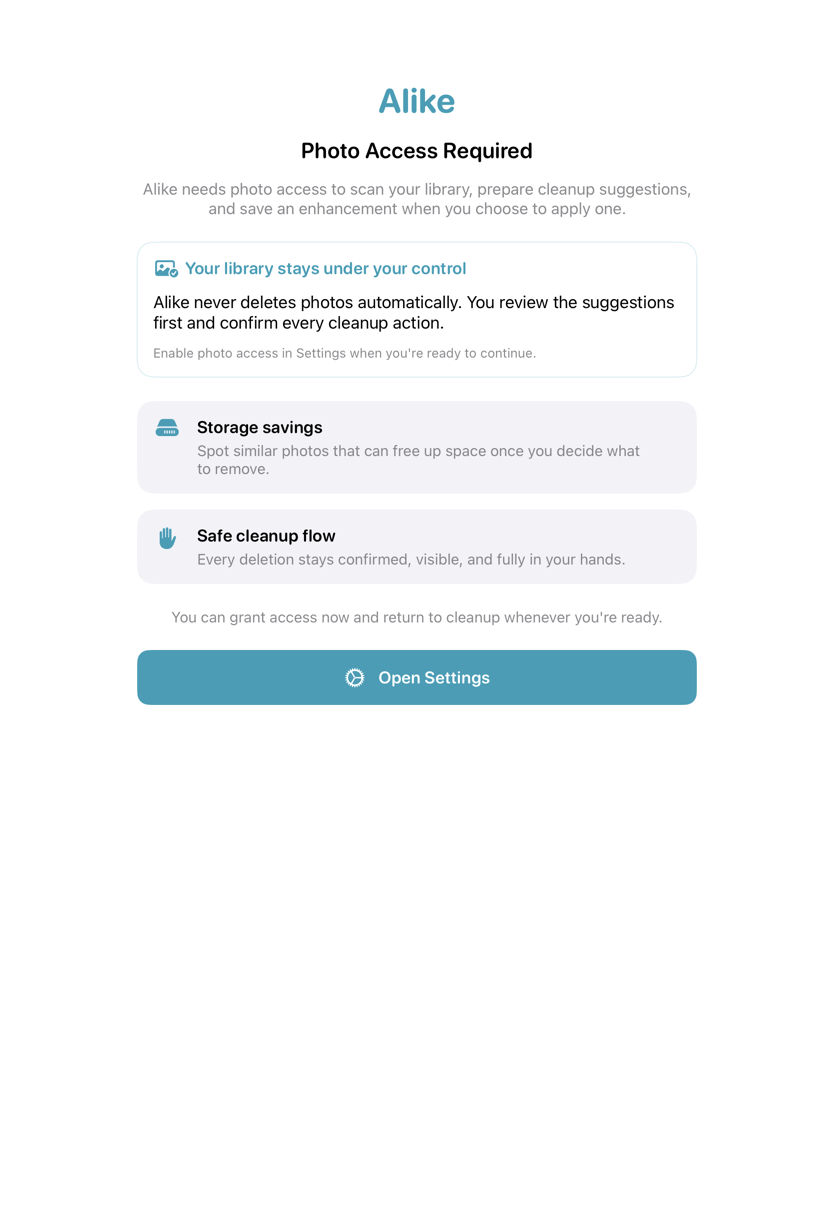 Alike
Photo Access Required
Alike needs photo access to scan your library, prepare cleanup suggestions,
and save an enhancement when you choose to apply one.
Your library stays under your control
Alike never deletes photos automatically. You review the suggestions
first and confirm every cleanup action.
Enable photo access in Settings when you're ready to continue.
Storage savings
Spot similar photos that can free up space once you decide what
to remove.
Safe cleanup flow
Every deletion stays confirmed, visible, and fully in your hands.
You can grant access now and return to cleanup whenever you're ready.
Open Settings